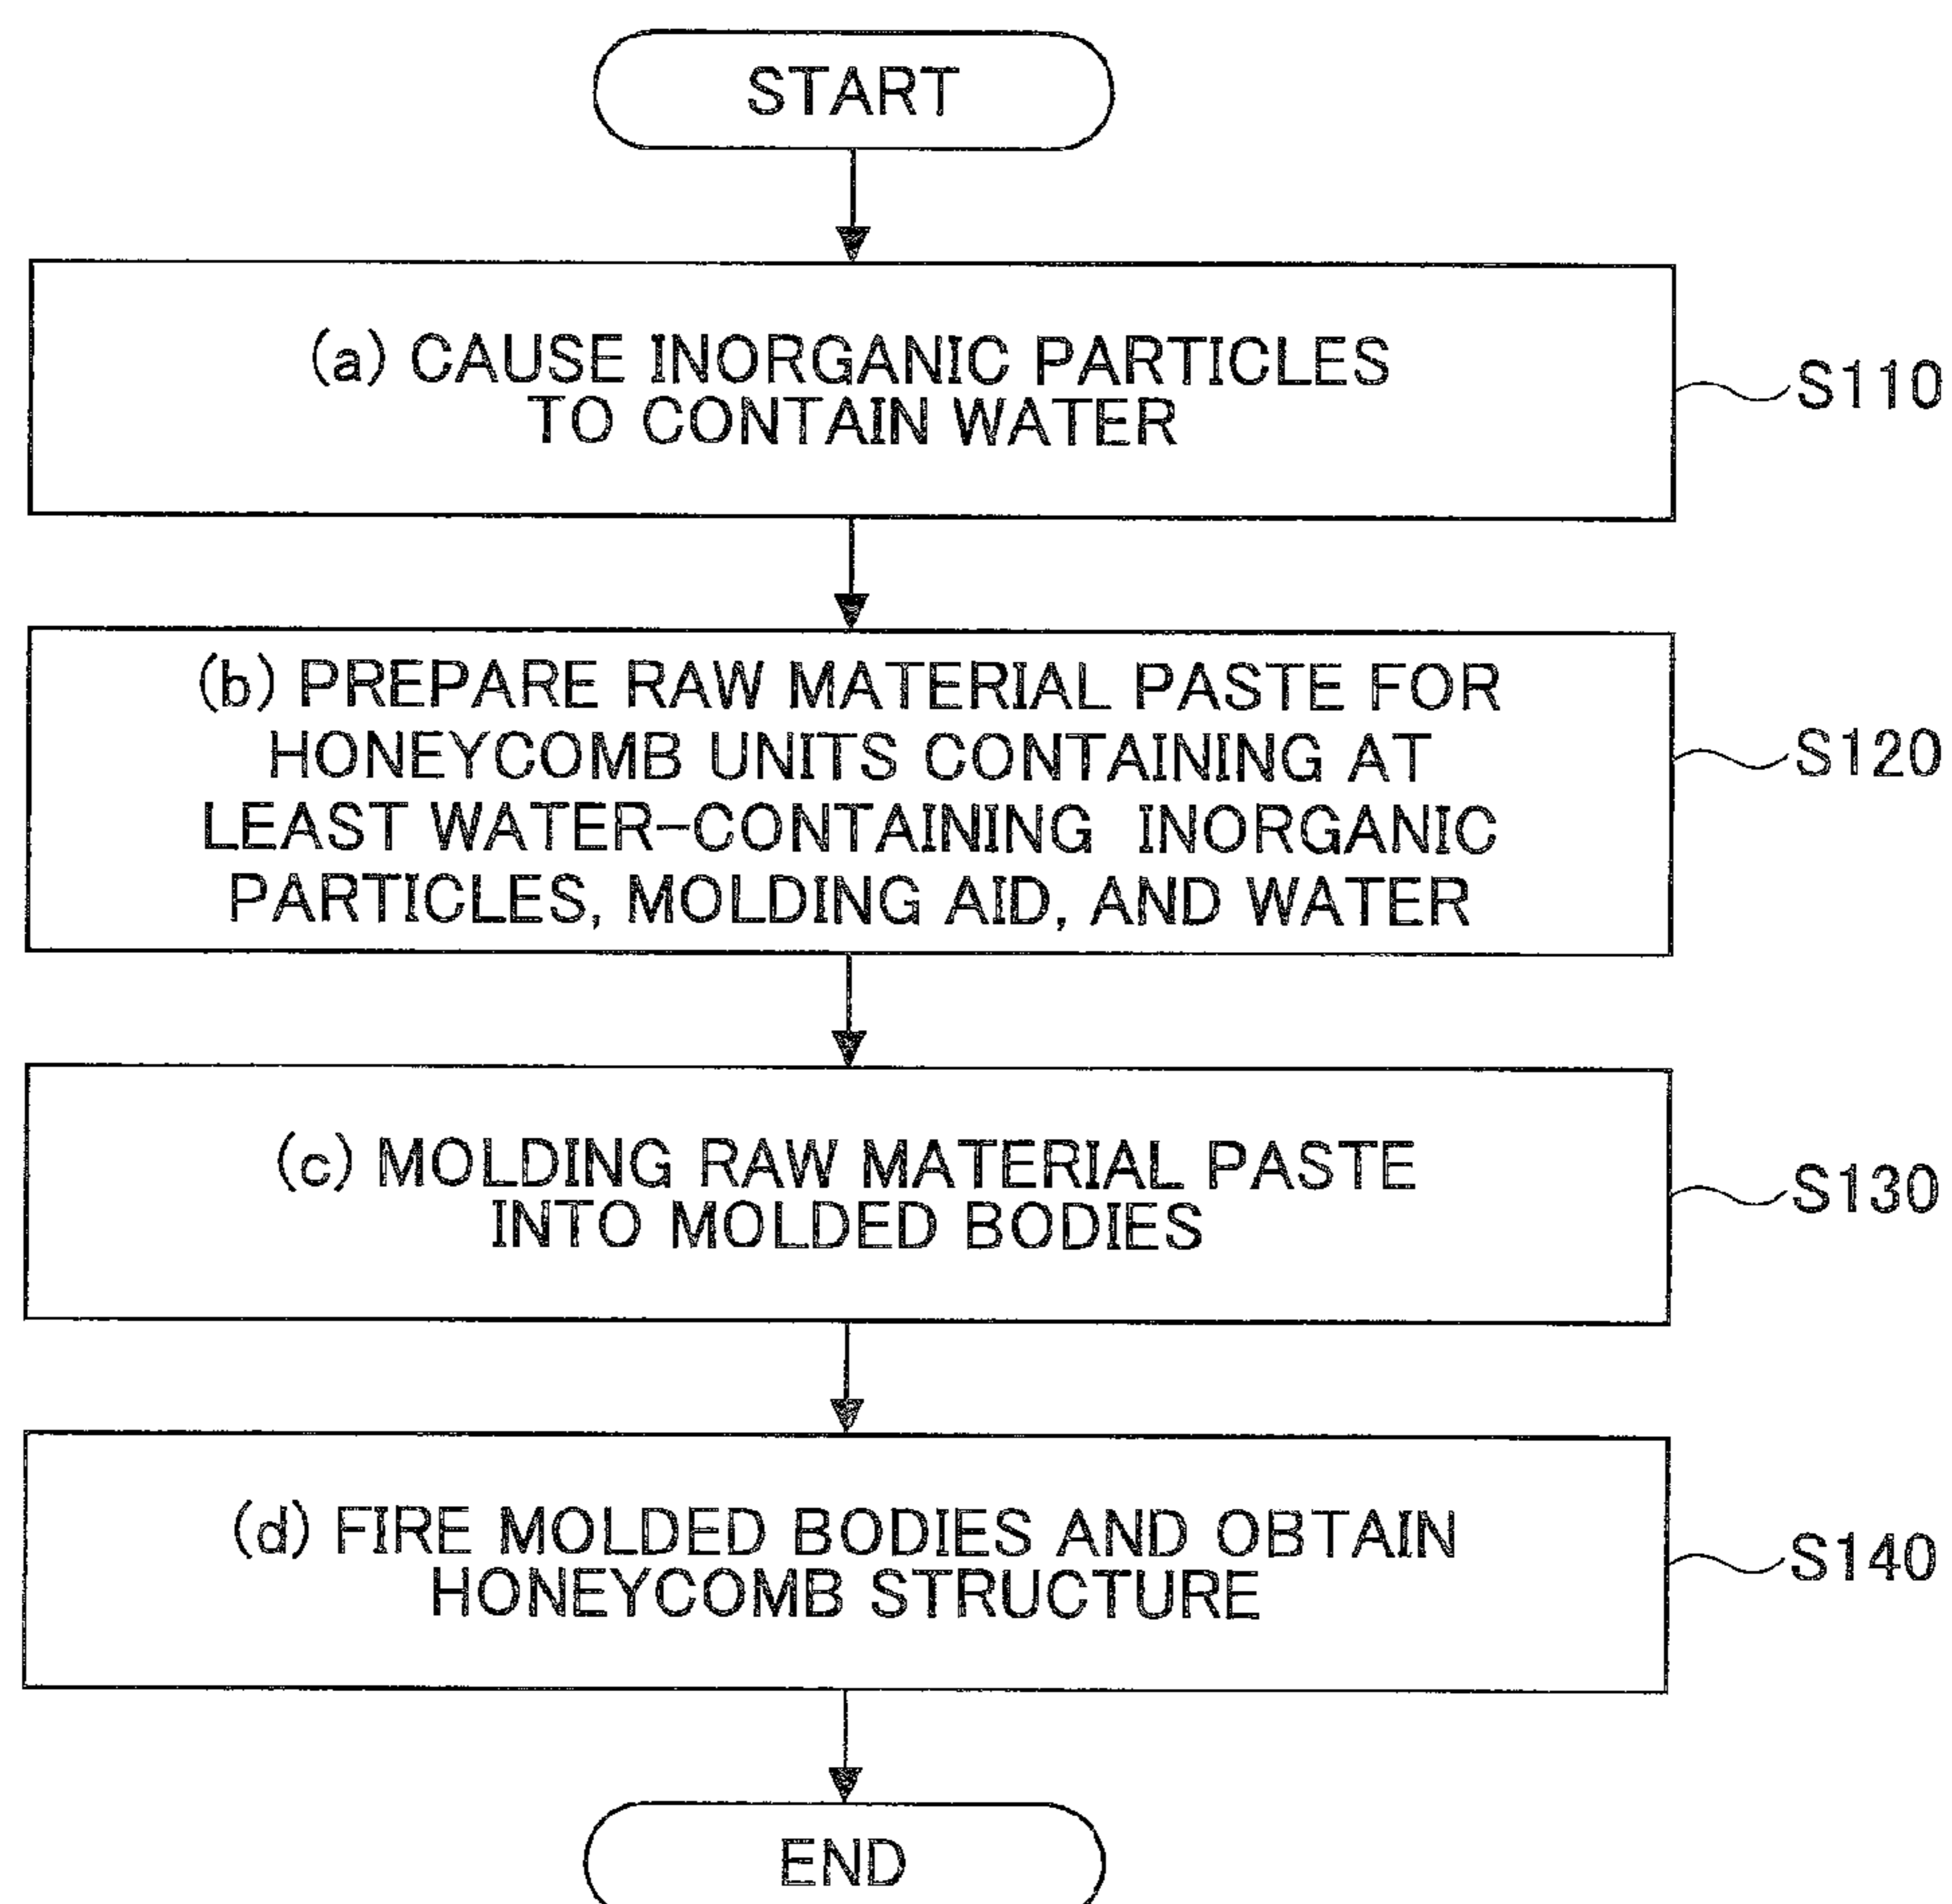 START
(a) CAUSE INORGANIC PARTICLES
TO CONTAIN WATER
S110
(b) PREPARE RAW MATERIAL PASTE FOR
HONEYCOMB UNITS CONTAINING AT
LEAST WATER-CONTAINING INORGANIC
PARTICLES, MOLDING AID, AND WATER
S120
(c) MOLDING RAW MATERIAL PASTE
INTO MOLDED BODIES
S130
(d) FIRE MOLDED BODIES AND OBTAIN
HONEYCOMB STRUCTURE
S140
END